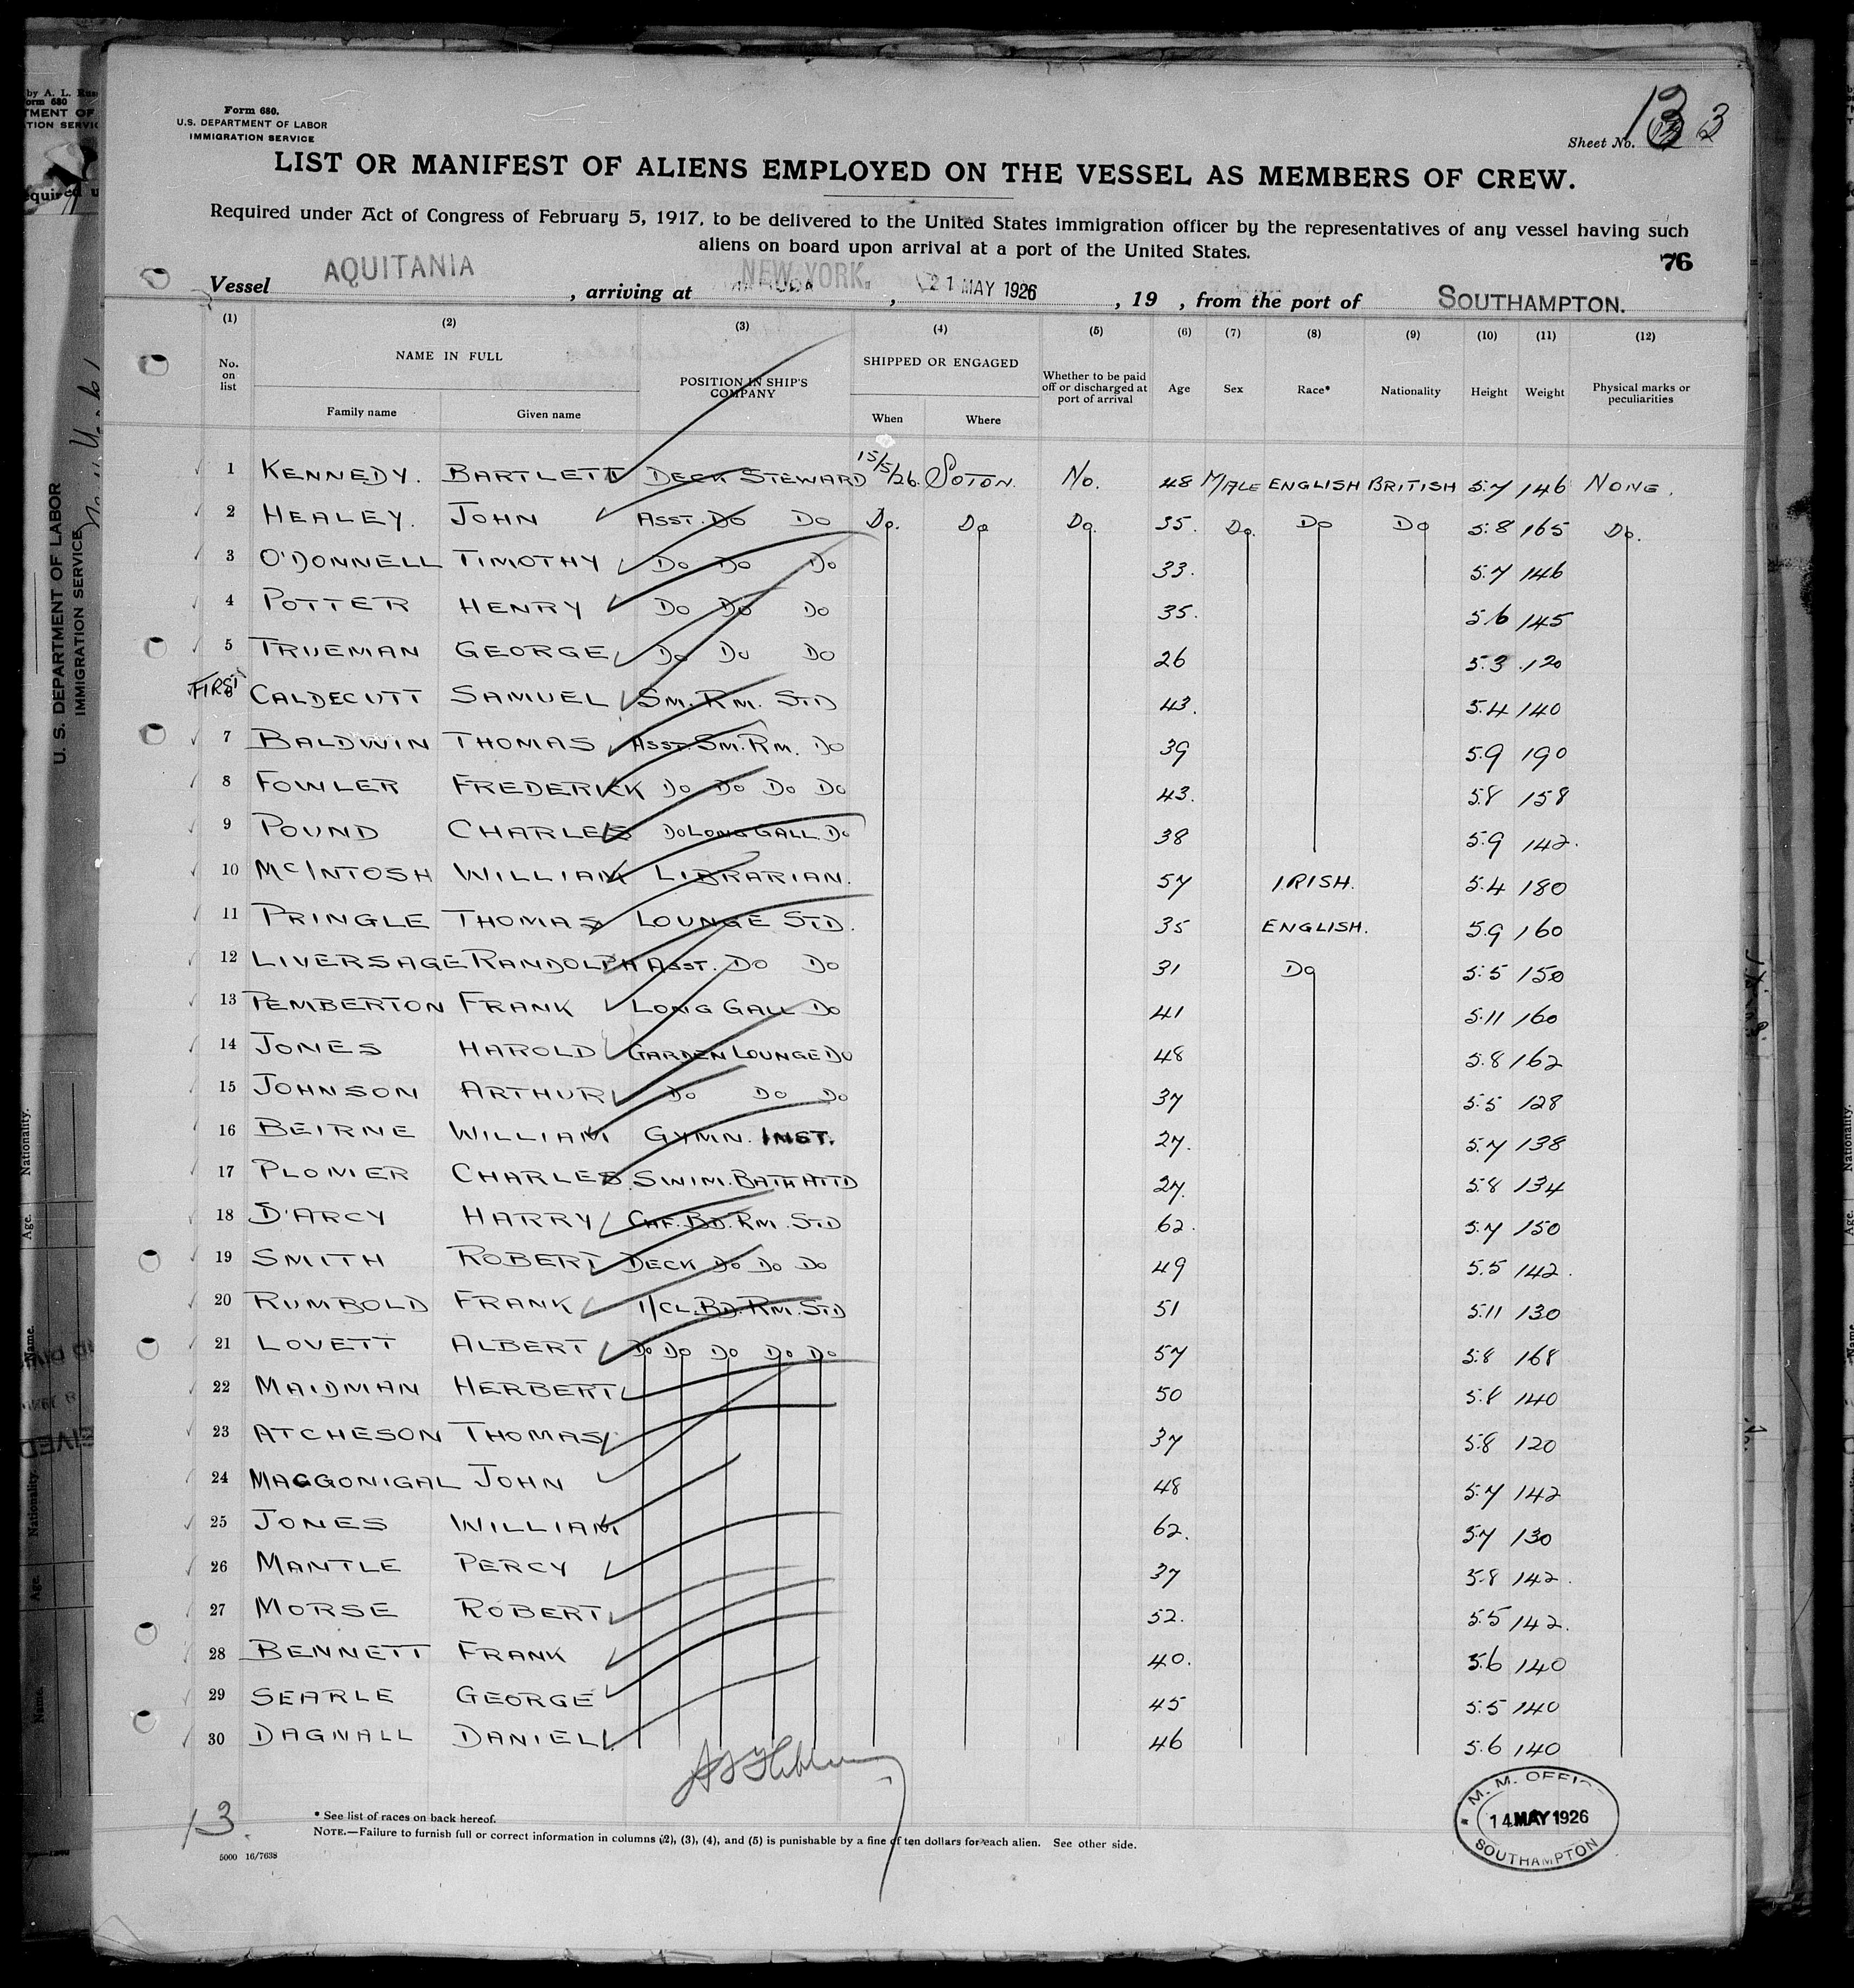 Form 680.
U.S. DEPARTMENT OF LABOR
IMMIGRATION SERVICE
Sheet No. 13 3
LIST OR MANIFEST OF ALIENS EMPLOYED ON THE VESSEL AS MEMBERS OF CREW.
Required under Act of Congress of February 5, 1917, to be delivered to the United States immigration officer by the representatives of any vessel having such
aliens on board upon arrival at a port of the United States.
76
Vessel AQUITANIA, arriving at NEW YORK., 21 MAY 1926, 19 , from the port of SOUTHAMPTON.
(1) (2) (3) (4) (5) (6) (7) (8) (9) (10) (11) (12)
No. on list NAME IN FULL Family name Given name POSITION IN SHIP'S COMPANY SHIPPED OR ENGAGED When Where Whether to be paid off or discharged at port of arrival Age Sex Race* Nationality Height Weight Physical marks or peculiarities
1 KENNEDY. BARTLETT DECK STEWARD 15/5/26. SOTON. No. 48 MALE ENGLISH BRITISH 5.7 146 NONE.
2 HEALEY. JOHN ASST. DO DO Do. Do Do. 35. Do. Do Do 5.8 165 Do.
3 O'DONNELL TIMOTHY DO DO DO 33. 5.7 146
4 POTTER HENRY DO DO DO 35. 5.6 145
5 TRUEMAN GEORGE DO DO DO 26 5.3 120
FIRST 6 CALDECUTT SAMUEL SM. RM. STD 43. 5.4 140
7 BALDWIN THOMAS ASST. SM. RM. DO 39 5.9 190
8 FOWLER FREDERICK DO DO DO DO 43. 5.8 158
9 POUND CHARLES DO LONG GALL. DO 38 5.9 142.
10 McINTOSH WILLIAM LIBRARIAN. 57 IRISH. 5.4 180
11 PRINGLE THOMAS LOUNGE STD. 35 ENGLISH. 5.9 160
12 LIVERSAGE RANDOLPH ASST. DO DO 31 Do 5.5 150
13 PEMBERTON FRANK LONG GALL DO 41 5.11 160
14 JONES HAROLD GARDEN LOUNGE DO 48 5.8 162
15 JOHNSON ARTHUR DO DO DO 37 5.5 128
16 BEIRNE WILLIAM GYMN. INST. 27. 5.7 138
17 PLOMER CHARLES SWIM. BATH ATTD 27. 5.8 134
18 D'ARCY HARRY CHF. BD. RM. STD 62. 5.7 150
19 SMITH ROBERT DECK DO DO DO 49 5.5 142.
20 RUMBOLD FRANK 1/CL. BD. RM. STD 51 5.11 130
21 LOVETT ALBERT DO DO DO DO DO 57 5.8 168
22 MAIDMAN HERBERT 50 5.8 140
23 ATCHESON THOMAS 37 5.8 120
24 MACGONIGAL JOHN 48 5.7 142
25 JONES WILLIAM 62. 5.7 130
26 MANTLE PERCY 37 5.8 142.
27 MORSE ROBERT 52. 5.5 142.
28 BENNETT FRANK 40. 5.6 140
29 SEARLE GEORGE 45 5.5 140
30 DAGNALL DANIEL 46 5.6 140
13.
* See list of races on back hereof.
NOTE.—Failure to furnish full or correct information in columns (2), (3), (4), and (5) is punishable by a fine of ten dollars for each alien. See other side.
5000 16/7638
M. M. OFFIC
14 MAY 1926
SOUTHAMPTON
U. S. DEPARTMENT OF LABOR
IMMIGRATION SERVICE